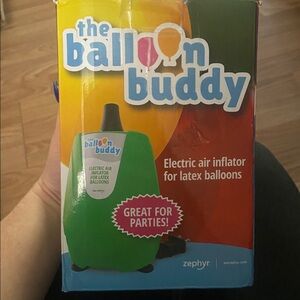 the
balloon
buddy
the
balloon
buddy
ELECTRIC AIR
INFLATOR
FOR LATEX
BALLOONS
Electric air inflator
for latex balloons
GREAT FOR
PARTIES!
zephyr